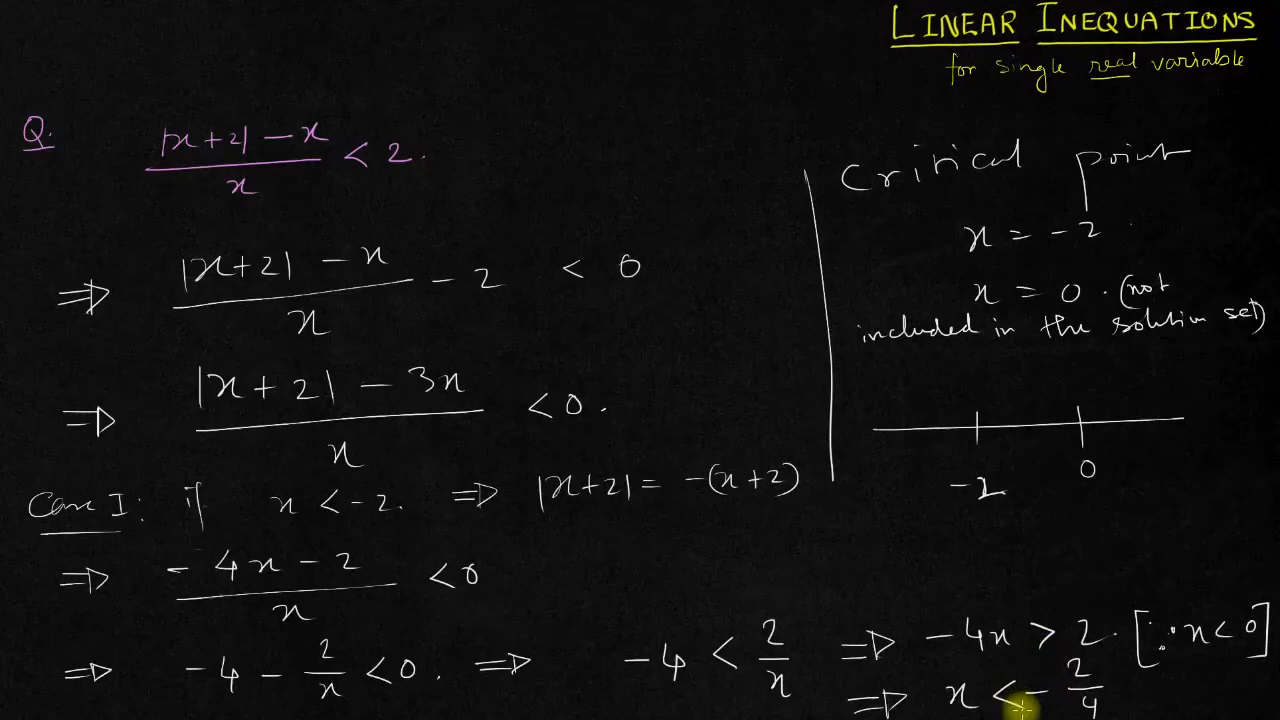 LINEAR INEQUATIONS
for single real variable
Q. (|x+2| - x)/x < 2.
⇒ (|x+2| - x)/x - 2 < 0
⇒ (|x+2| - 3x)/x < 0.
Case I: if x < -2. ⇒ |x+2| = -(x+2)
⇒ (-4x - 2)/x < 0
⇒ -4 - 2/x < 0. ⇒ -4 < 2/x ⇒ -4x > 2. [∵ x < 0]
⇒ x < - 2/4
Critical point
x = -2
x = 0. (not
included in the solution set)
-2 0